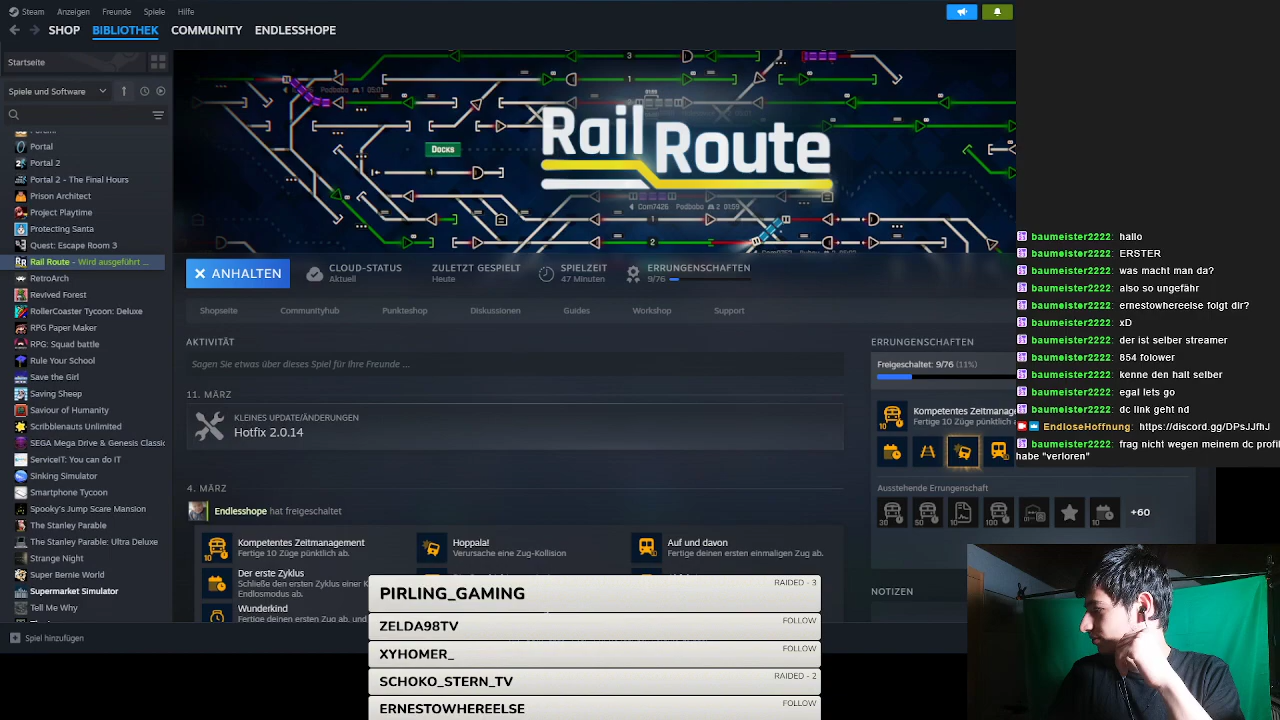 Steam Anzeigen Freunde Spiele Hilfe
SHOP BIBLIOTHEK COMMUNITY ENDLESSHOPE
Startseite
Spiele und Software
Portal
Portal 2
Portal 2 - The Final Hours
Prison Architect
Project Playtime
Protecting Santa
Quest: Escape Room 3
Rail Route - Wird ausgeführt ...
RetroArch
Revived Forest
RollerCoaster Tycoon: Deluxe
RPG Paper Maker
RPG: Squad battle
Rule Your School
Save the Girl
Saving Sheep
Saviour of Humanity
Scribblenauts Unlimited
SEGA Mega Drive & Genesis Classic
ServiceIT: You can do IT
Sinking Simulator
Smartphone Tycoon
Spooky's Jump Scare Mansion
The Stanley Parable
The Stanley Parable: Ultra Deluxe
Strange Night
Super Bernie World
Supermarket Simulator
Tell Me Why
Spiel hinzufügen
Rail Route
Docks
ANHALTEN
CLOUD-STATUS
Aktuell
ZULETZT GESPIELT
Heute
SPIELZEIT
47 Minuten
ERRUNGENSCHAFTEN
9/76
Shopseite Communityhub Punkteshop Diskussionen Guides Workshop Support
AKTIVITÄT
Sagen Sie etwas über dieses Spiel für Ihre Freunde ...
11. MÄRZ
KLEINES UPDATE/ÄNDERUNGEN
Hotfix 2.0.14
4. MÄRZ
Endlesshope hat freigeschaltet
Kompetentes Zeitmanagement
Fertige 10 Züge pünktlich ab.
Hoppala!
Verursache eine Zug-Kollision
Auf und davon
Fertige deinen ersten einmaligen Zug ab.
Der erste Zyklus
Schließe den ersten Zyklus einer
Endlosmodus ab.
Wunderkind
ERRUNGENSCHAFTEN
Freigeschaltet: 9/76 (11%)
Kompetentes Zeitmanag
Fertige 10 Züge pünktlich a
Ausstehende Errungenschaft
30 50 10 100 10 +60
NOTIZEN
baumeister2222: hallo
baumeister2222: ERSTER
baumeister2222: was macht man da?
baumeister2222: also so ungefähr
baumeister2222: ernestowhereelse folgt dir?
baumeister2222: xD
baumeister2222: der ist selber streamer
baumeister2222: 854 folower
baumeister2222: kenne den halt selber
baumeister2222: egal lets go
baumeister2222: dc link geht nd
EndloseHoffnung: https://discord.gg/DPsJJfhJ
baumeister2222: frag nicht wegen meinem dc profil
habe "verloren"
PIRLING_GAMING RAIDED - 3
ZELDA98TV FOLLOW
XYHOMER_ FOLLOW
SCHOKO_STERN_TV RAIDED - 2
ERNESTOWHEREELSE FOLLOW